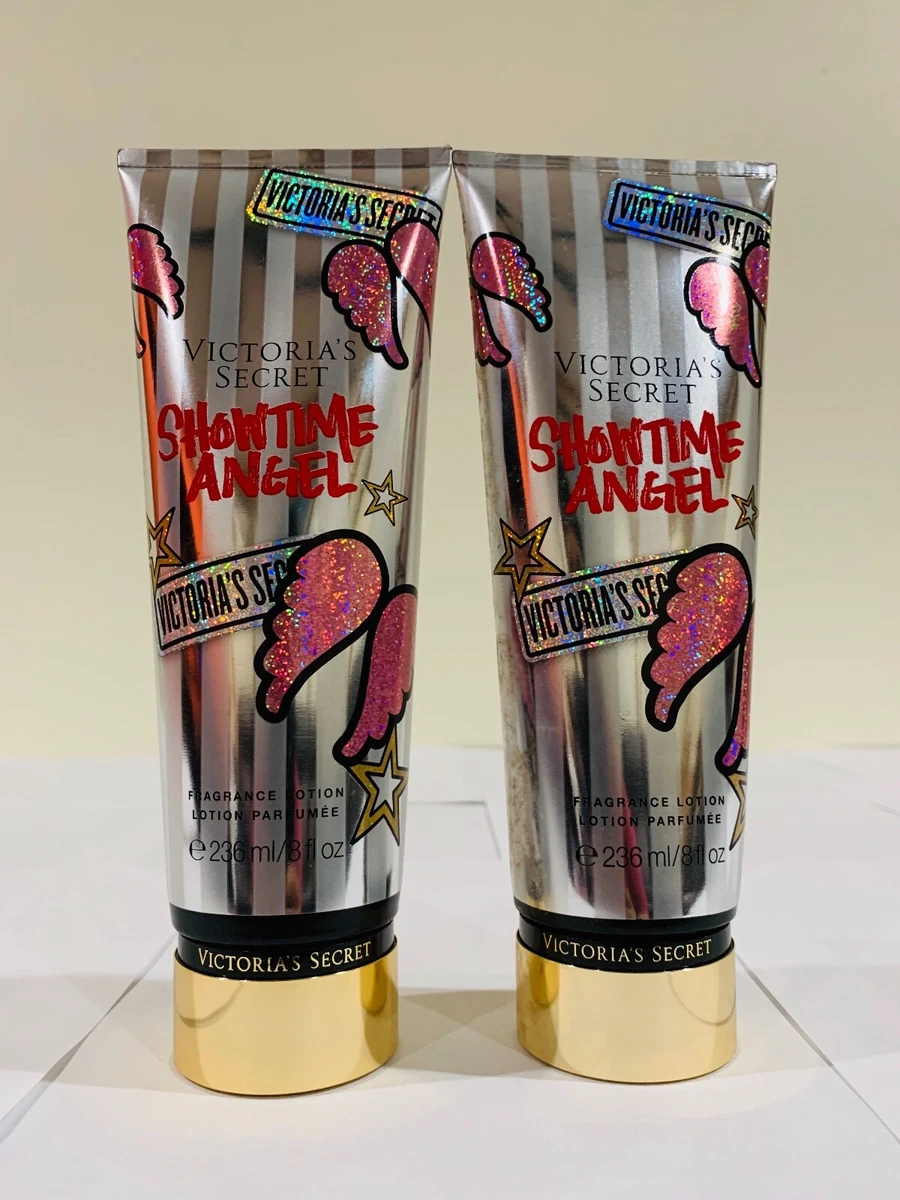 VICTORIA'S SECRET
VICTORIA'S
SECRET
SHOWTIME
ANGEL
VICTORIA'S SEC
FRAGRANCE LOTION
LOTION PARFUMÉE
e 236 ml/8 fl oz
VICTORIA'S SECRET
VICTORIA'S SECRE
VICTORIA'S
SECRET
SHOWTIME
ANGEL
VICTORIA'S SEC
FRAGRANCE LOTION
LOTION PARFUMÉE
e 236 ml/8 fl oz
VICTORIA'S SECRET